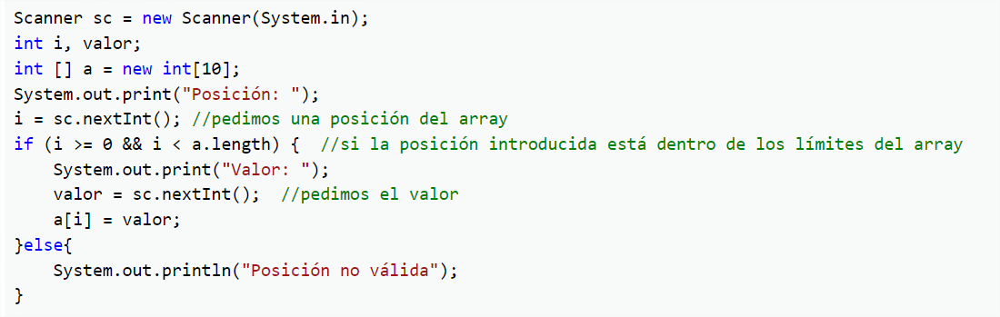 Scanner sc = new Scanner(System.in);
int i, valor;
int [] a = new int[10];
System.out.print("Posición: ");
i = sc.nextInt(); //pedimos una posición del array
if (i >= 0 && i < a.length) {  //si la posición introducida está dentro de los límites del array
    System.out.print("Valor: ");
    valor = sc.nextInt();  //pedimos el valor
    a[i] = valor;
}else{
    System.out.println("Posición no válida");
}